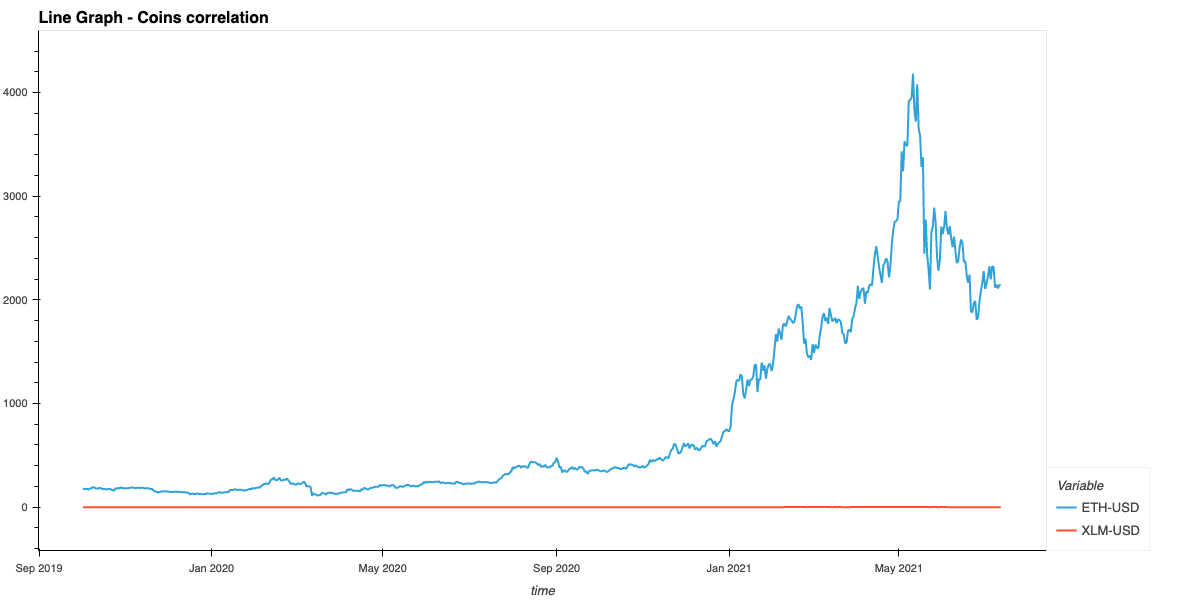 Line Graph - Coins correlation
4000
3000
2000
1000
0
Sep 2019 Jan 2020 May 2020 Sep 2020 Jan 2021 May 2021
time
Variable
ETH-USD
XLM-USD